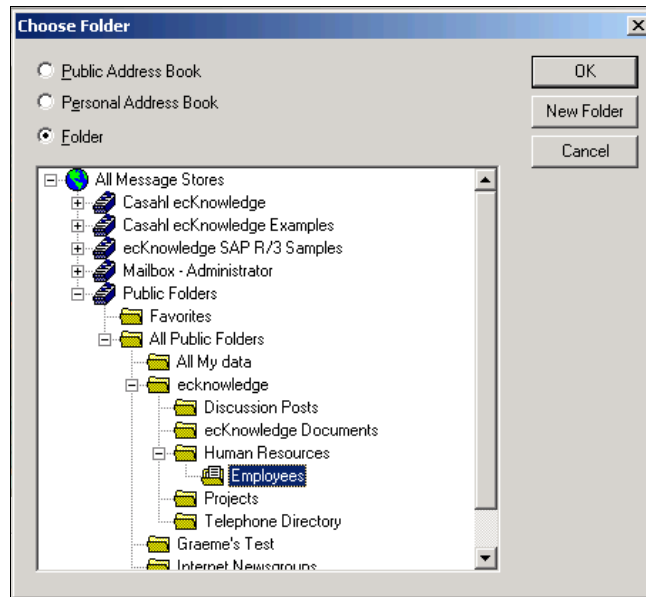 Choose Folder
Public Address Book
Personal Address Book
Folder
OK
New Folder
Cancel
All Message Stores
Casahl ecKnowledge
Casahl ecKnowledge Examples
ecKnowledge SAP R/3 Samples
Mailbox - Administrator
Public Folders
Favorites
All Public Folders
All My data
ecknowledge
Discussion Posts
ecKnowledge Documents
Human Resources
Employees
Projects
Telephone Directory
Graeme's Test
Internet Newsgroups